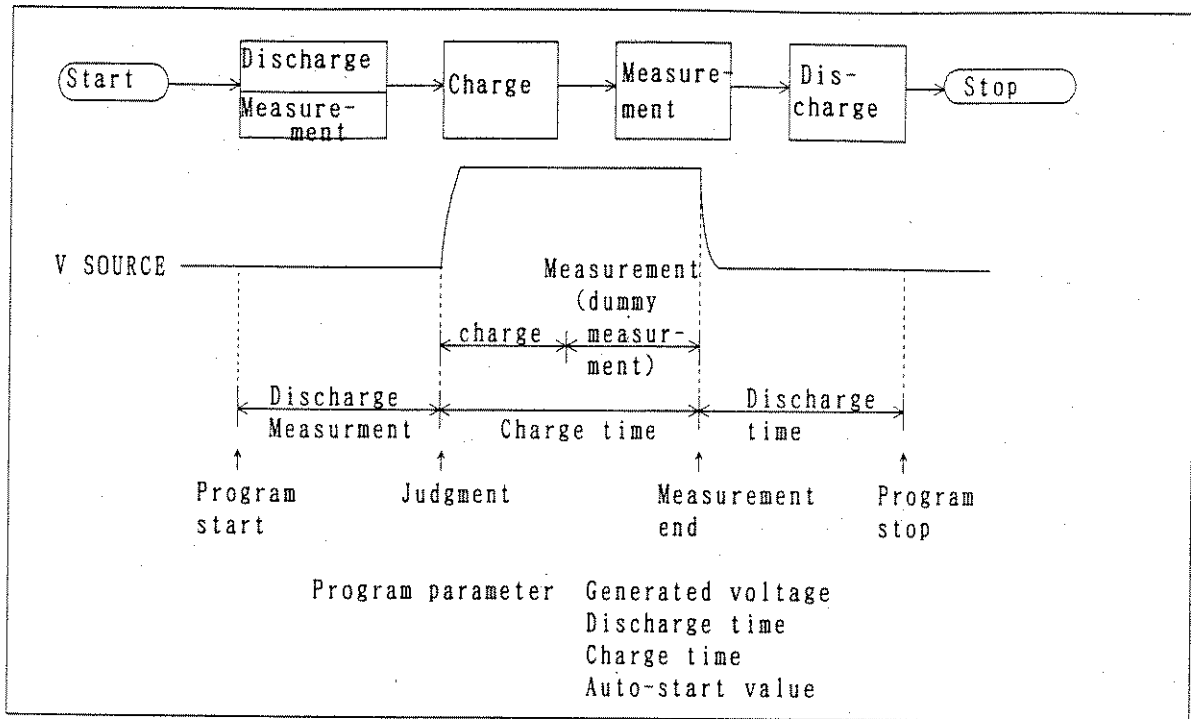 Start
Discharge
Measure-
ment
Charge
Measure-
ment
Dis-
charge
Stop
V SOURCE
Measurement
(dummy
measur-
ment)
charge
Discharge
Measurment
Charge time
Discharge
time
Program
start
Judgment
Measurement
end
Program
stop
Program parameter Generated voltage
Discharge time
Charge time
Auto-start value